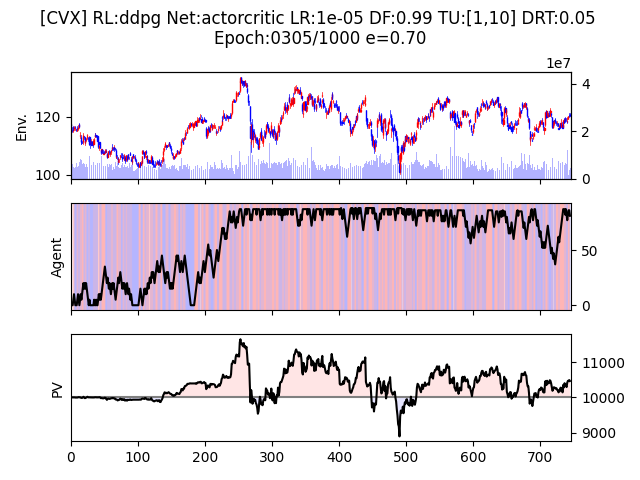 [CVX] RL:ddpg Net:actorcritic LR:1e-05 DF:0.99 TU:[1,10] DRT:0.05
Epoch:0305/1000 e=0.70
1e7
Env.
120
100
4
2
0
Agent
50
0
PV
11000
10000
9000
0 100 200 300 400 500 600 700